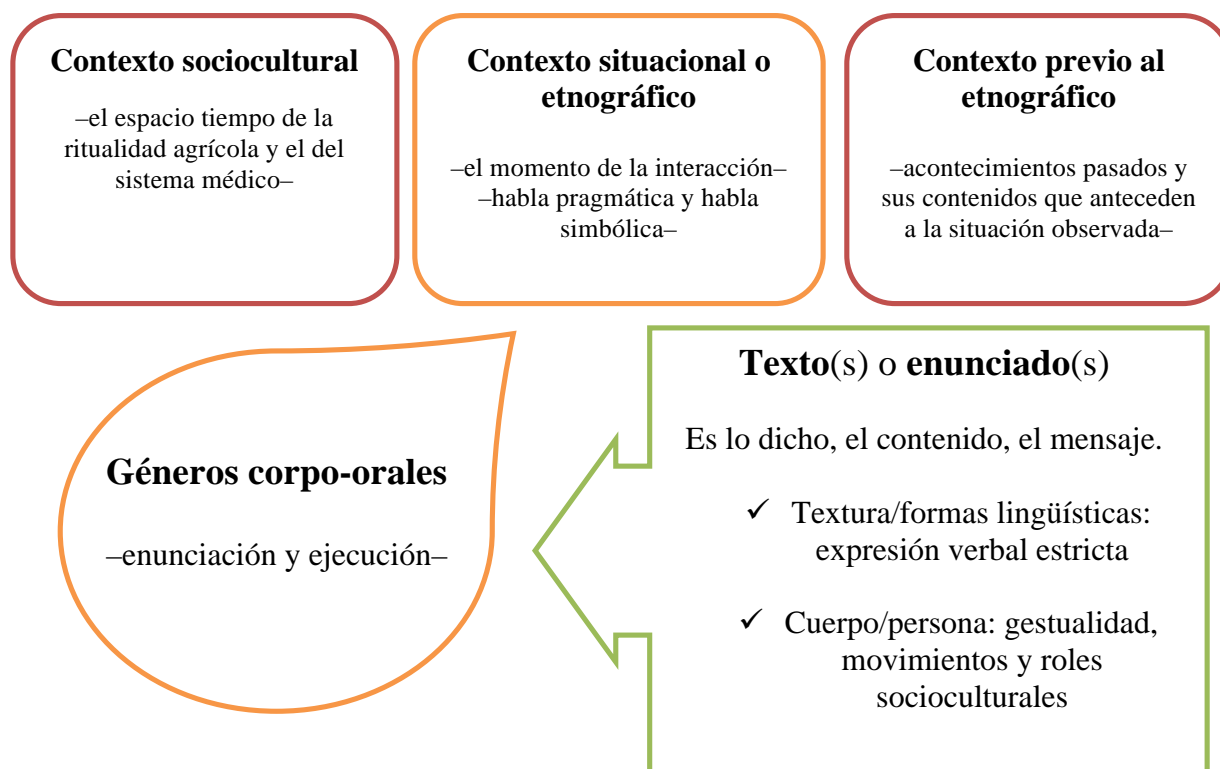 Contexto sociocultural
–el espacio tiempo de la
ritualidad agrícola y el del
sistema médico–
Contexto situacional o
etnográfico
–el momento de la interacción–
–habla pragmática y habla
simbólica–
Contexto previo al
etnográfico
–acontecimientos pasados y
sus contenidos que anteceden
a la situación observada–
Géneros corpo-orales
–enunciación y ejecución–
Texto(s) o enunciado(s)
Es lo dicho, el contenido, el mensaje.
✓ Textura/formas lingüísticas:
expresión verbal estricta
✓ Cuerpo/persona: gestualidad,
movimientos y roles
socioculturales